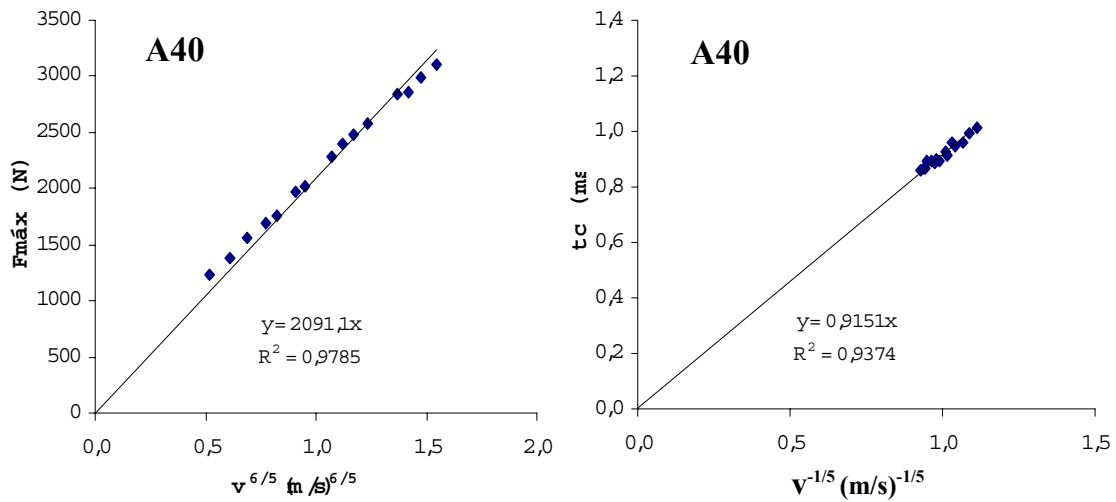 A40
3500
3000
2500
2000
1500
1000
500
0
Fmáx (N)
y= 2091,1x
R² = 0,9785
0,0 0,5 1,0 1,5 2,0
v 6/5 (m/s)6/5
A40
1,4
1,2
1,0
0,8
0,6
0,4
0,2
0,0
tc (ms
y= 0,9151x
R² = 0,9374
0,0 0,5 1,0 1,5
v-1/5 (m/s)-1/5